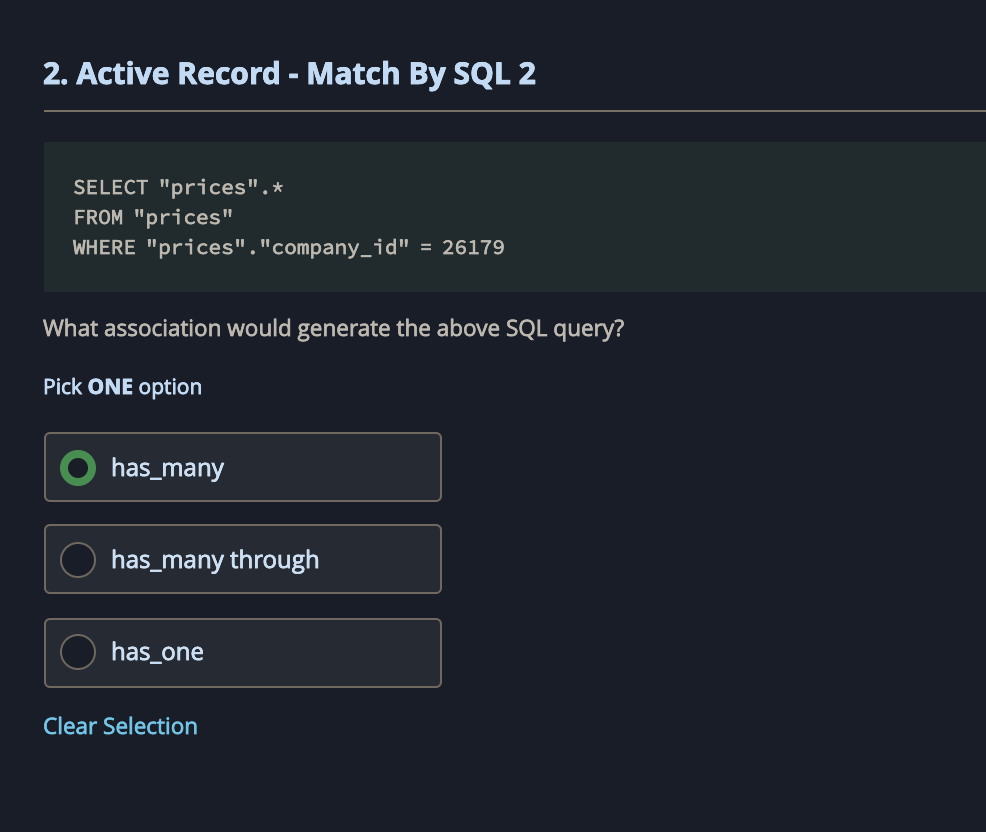 2. Active Record - Match By SQL 2
SELECT "prices".*
FROM "prices"
WHERE "prices"."company_id" = 26179
What association would generate the above SQL query?
Pick ONE option
has_many
has_many through
has_one
Clear Selection